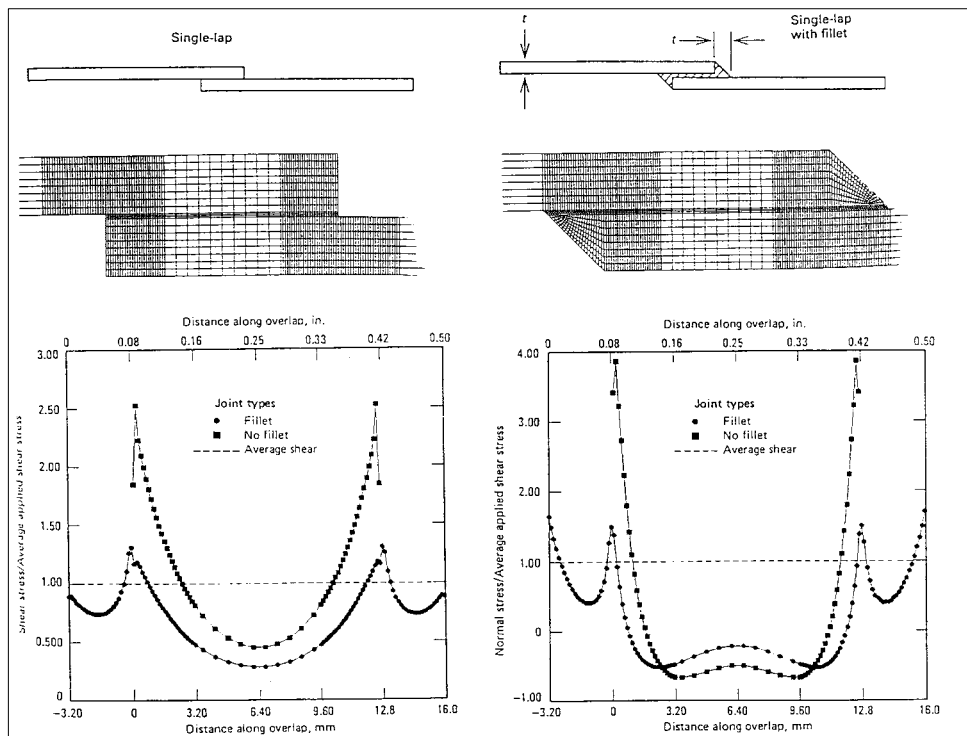 Single-lap
t
t
Single-lap
with fillet
Distance along overlap, in.
0
0.08
0.16
0.25
0.33
0.42
0.50
3.00
2.50
2.00
1.50
1.00
0.500
0
Shear stress/Average applied shear stress
Joint types
Fillet
No fillet
Average shear
-3.20
0
3.20
6.40
9.60
12.8
16.0
Distance along overlap, mm
Distance along overlap, in.
0
0.08
0.16
0.25
0.33
0.42
0.50
4.00
3.00
2.00
1.00
0
-1.00
Normal stress/Average applied shear stress
Joint types
Fillet
No fillet
Average shear
-3.20
0
3.20
6.40
9.60
12.8
16.0
Distance along overlap, mm